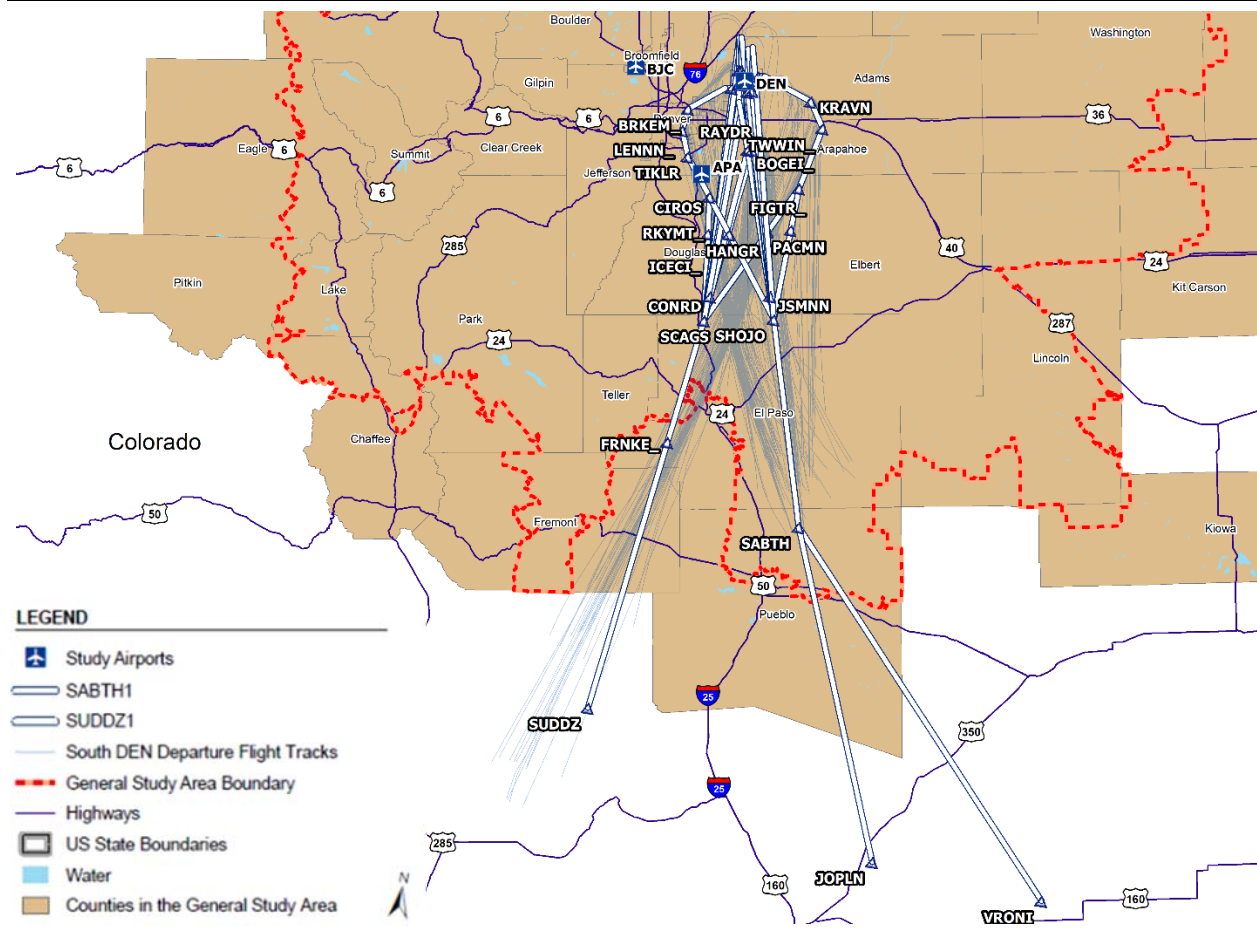 Boulder
Washington
Broomfield
BJC
76
DEN
Adams
Gilpin
KRAVN
36
6
6
Denver
BRKEM_
RAYDR
Eagle
6
Summit
Clear Creek
LENNN_
TWWIN_
Arapahoe
6
Jefferson
TIKLR
APA
BOGEI_
6
6
CIROS
FIGTR_
285
RKYMT_
Douglas
HANGR
PACMN
40
24
ICECI_
Elbert
Kit Carson
Pitkin
Lake
CONRD
JSMNN
Park
287
24
SCAGS
SHOJO
Lincoln
Teller
24
El Paso
Colorado
Chaffee
FRNKE_
50
Fremont
Kiowa
SABTH
50
Pueblo
LEGEND
Study Airports
SABTH1
SUDDZ1
South DEN Departure Flight Tracks
General Study Area Boundary
Highways
US State Boundaries
Water
Counties in the General Study Area
N
25
SUDDZ
350
25
285
JOPLN
160
160
VRONI